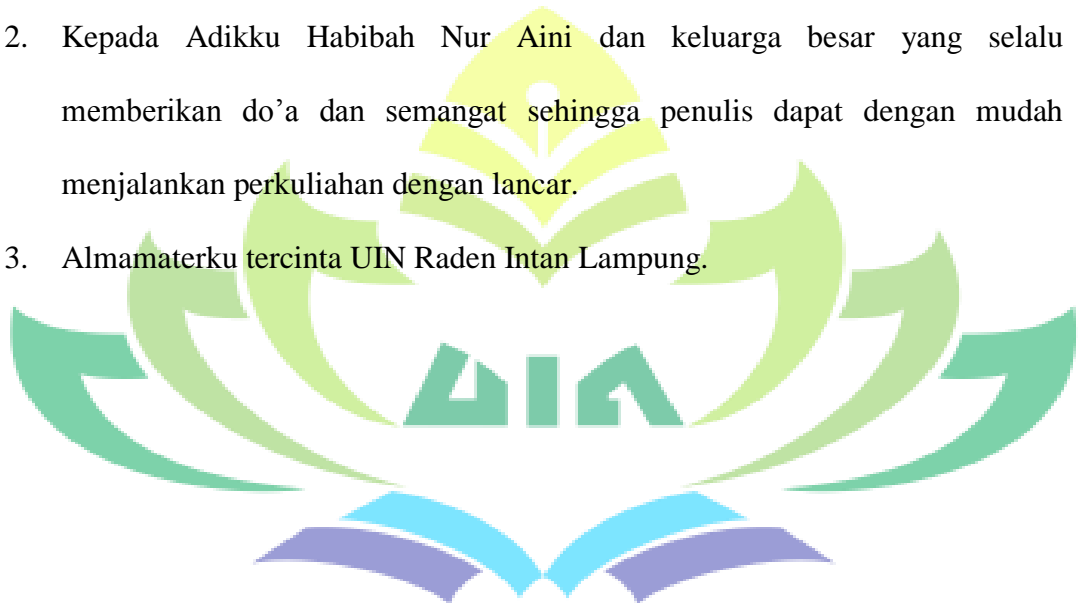 2. Kepada Adikku Habibah Nur Aini dan keluarga besar yang selalu
memberikan do’a dan semangat sehingga penulis dapat dengan mudah
menjalankan perkuliahan dengan lancar.
3. Almamaterku tercinta UIN Raden Intan Lampung.
UIN